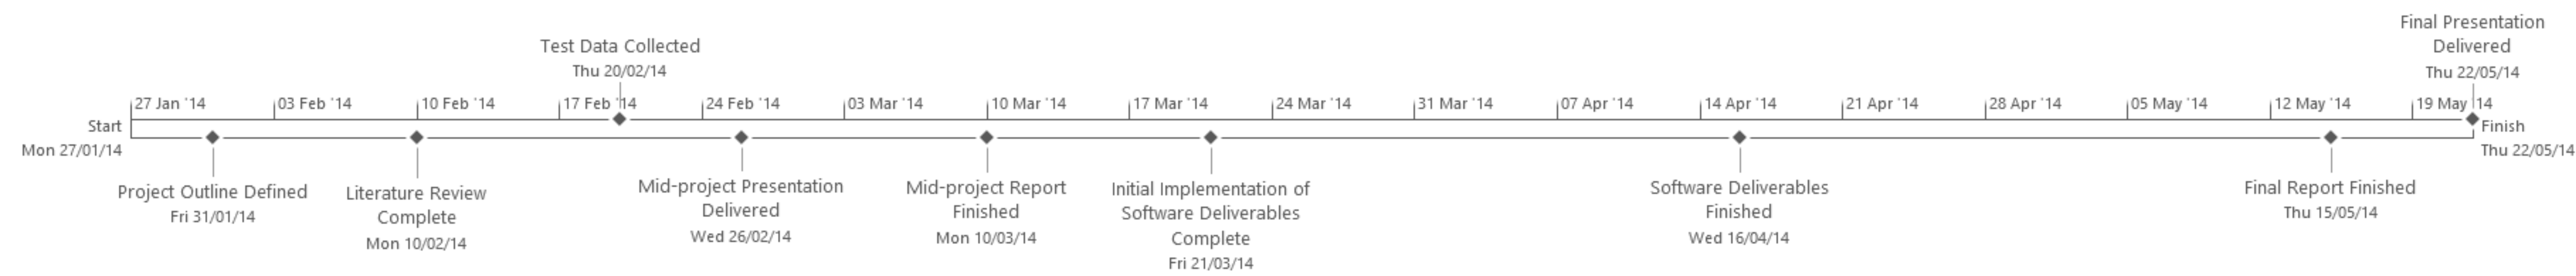 Final Presentation
Delivered
Thu 22/05/14
Test Data Collected
Thu 20/02/14
27 Jan '14
03 Feb '14
10 Feb '14
17 Feb '14
24 Feb '14
03 Mar '14
10 Mar '14
17 Mar '14
24 Mar '14
31 Mar '14
07 Apr '14
14 Apr '14
21 Apr '14
28 Apr '14
05 May '14
12 May '14
19 May '14
Start
Mon 27/01/14
Finish
Thu 22/05/14
Project Outline Defined
Fri 31/01/14
Literature Review
Complete
Mon 10/02/14
Mid-project Presentation
Delivered
Wed 26/02/14
Mid-project Report
Finished
Mon 10/03/14
Initial Implementation of
Software Deliverables
Complete
Fri 21/03/14
Software Deliverables
Finished
Wed 16/04/14
Final Report Finished
Thu 15/05/14